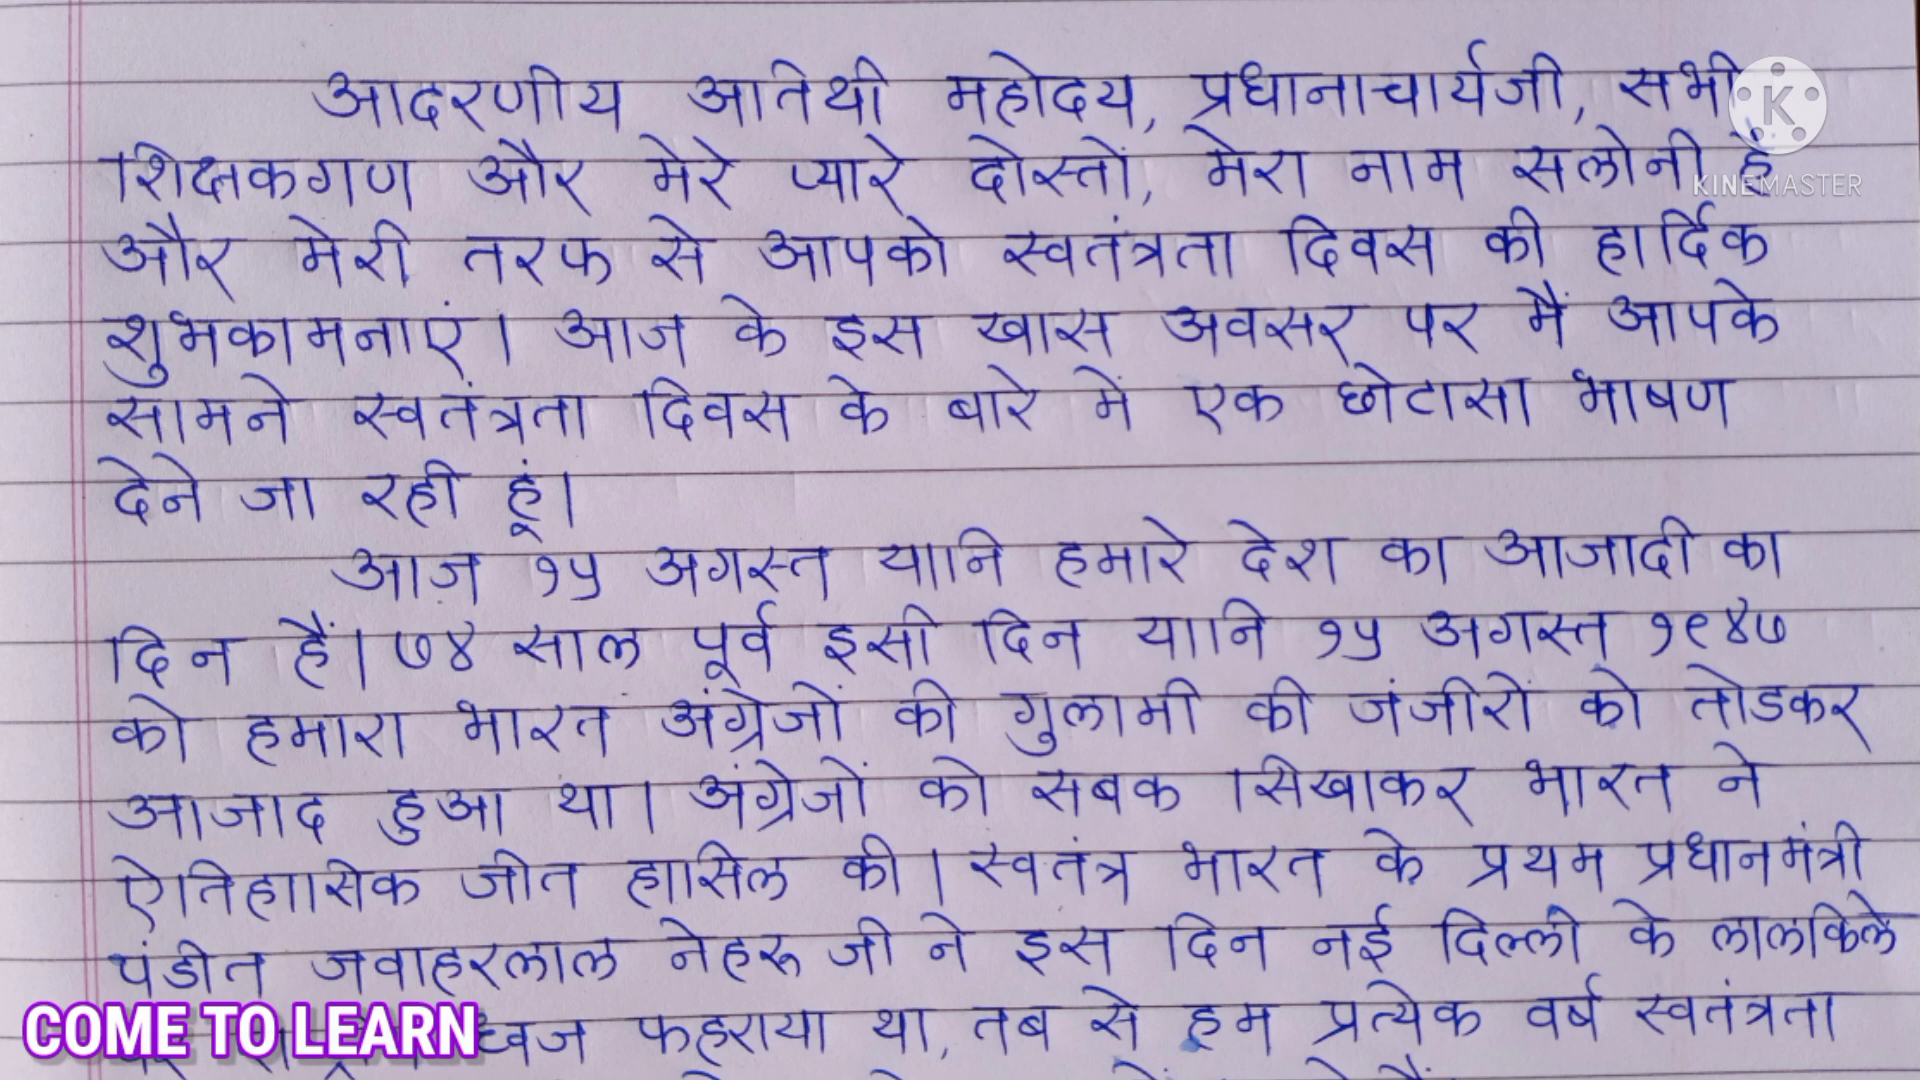 आदरणीय आतिथी महोदय, प्रधानाचार्यजी, सभी
शिक्षकगण और मेरे प्यारे दोस्तों, मेरा नाम सलोनी है
KINEMASTER
और मेरी तरफ से आपको स्वतंत्रता दिवस की हार्दिक
शुभकामनाएं। आज के इस खास अवसर पर मैं आपके
सामने स्वतंत्रता दिवस के बारे में एक छोटासा भाषण
देने जा रही हूं।
आज १५ अगस्त यानि हमारे देश का आजादी का
दिन हैं। ७४ साल पूर्व इसी दिन यानि १५ अगस्त १९४७
को हमारा भारत अंग्रेजों की गुलामी की जंजीरों को तोडकर
आजाद हुआ था। अंग्रेजों को सबक सिखाकर भारत ने
ऐतिहासिक जीत हासिल की। स्वतंत्र भारत के प्रथम प्रधानमंत्री
पंडीत जवाहरलाल नेहरू जी ने इस दिन नई दिल्ली के लालकिले
COME TO LEARN
ध्वज फहराया था, तब से हम प्रत्येक वर्ष स्वतंत्रता